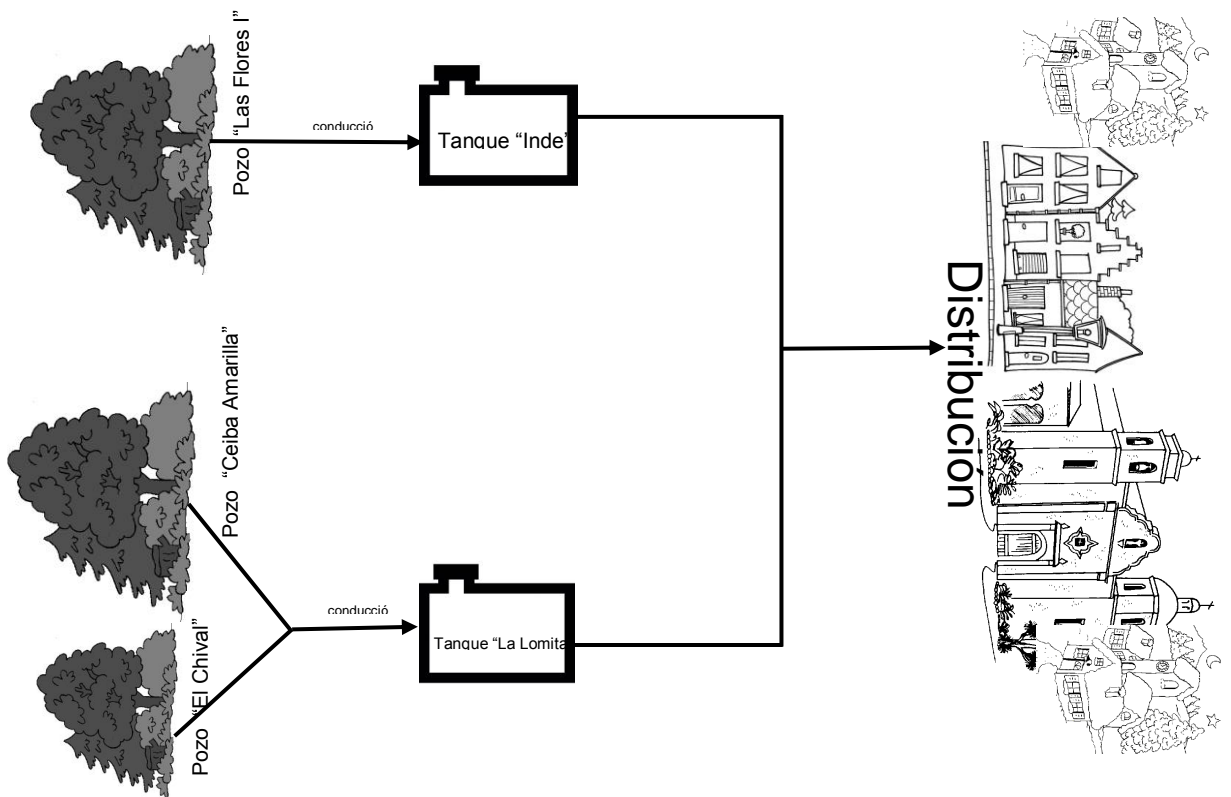 Pozo "Las Flores I"
conducció
Tanque "Inde"
Distribución
Pozo "Ceiba Amarilla"
Pozo "El Chival"
conducció
Tanque "La Lomita